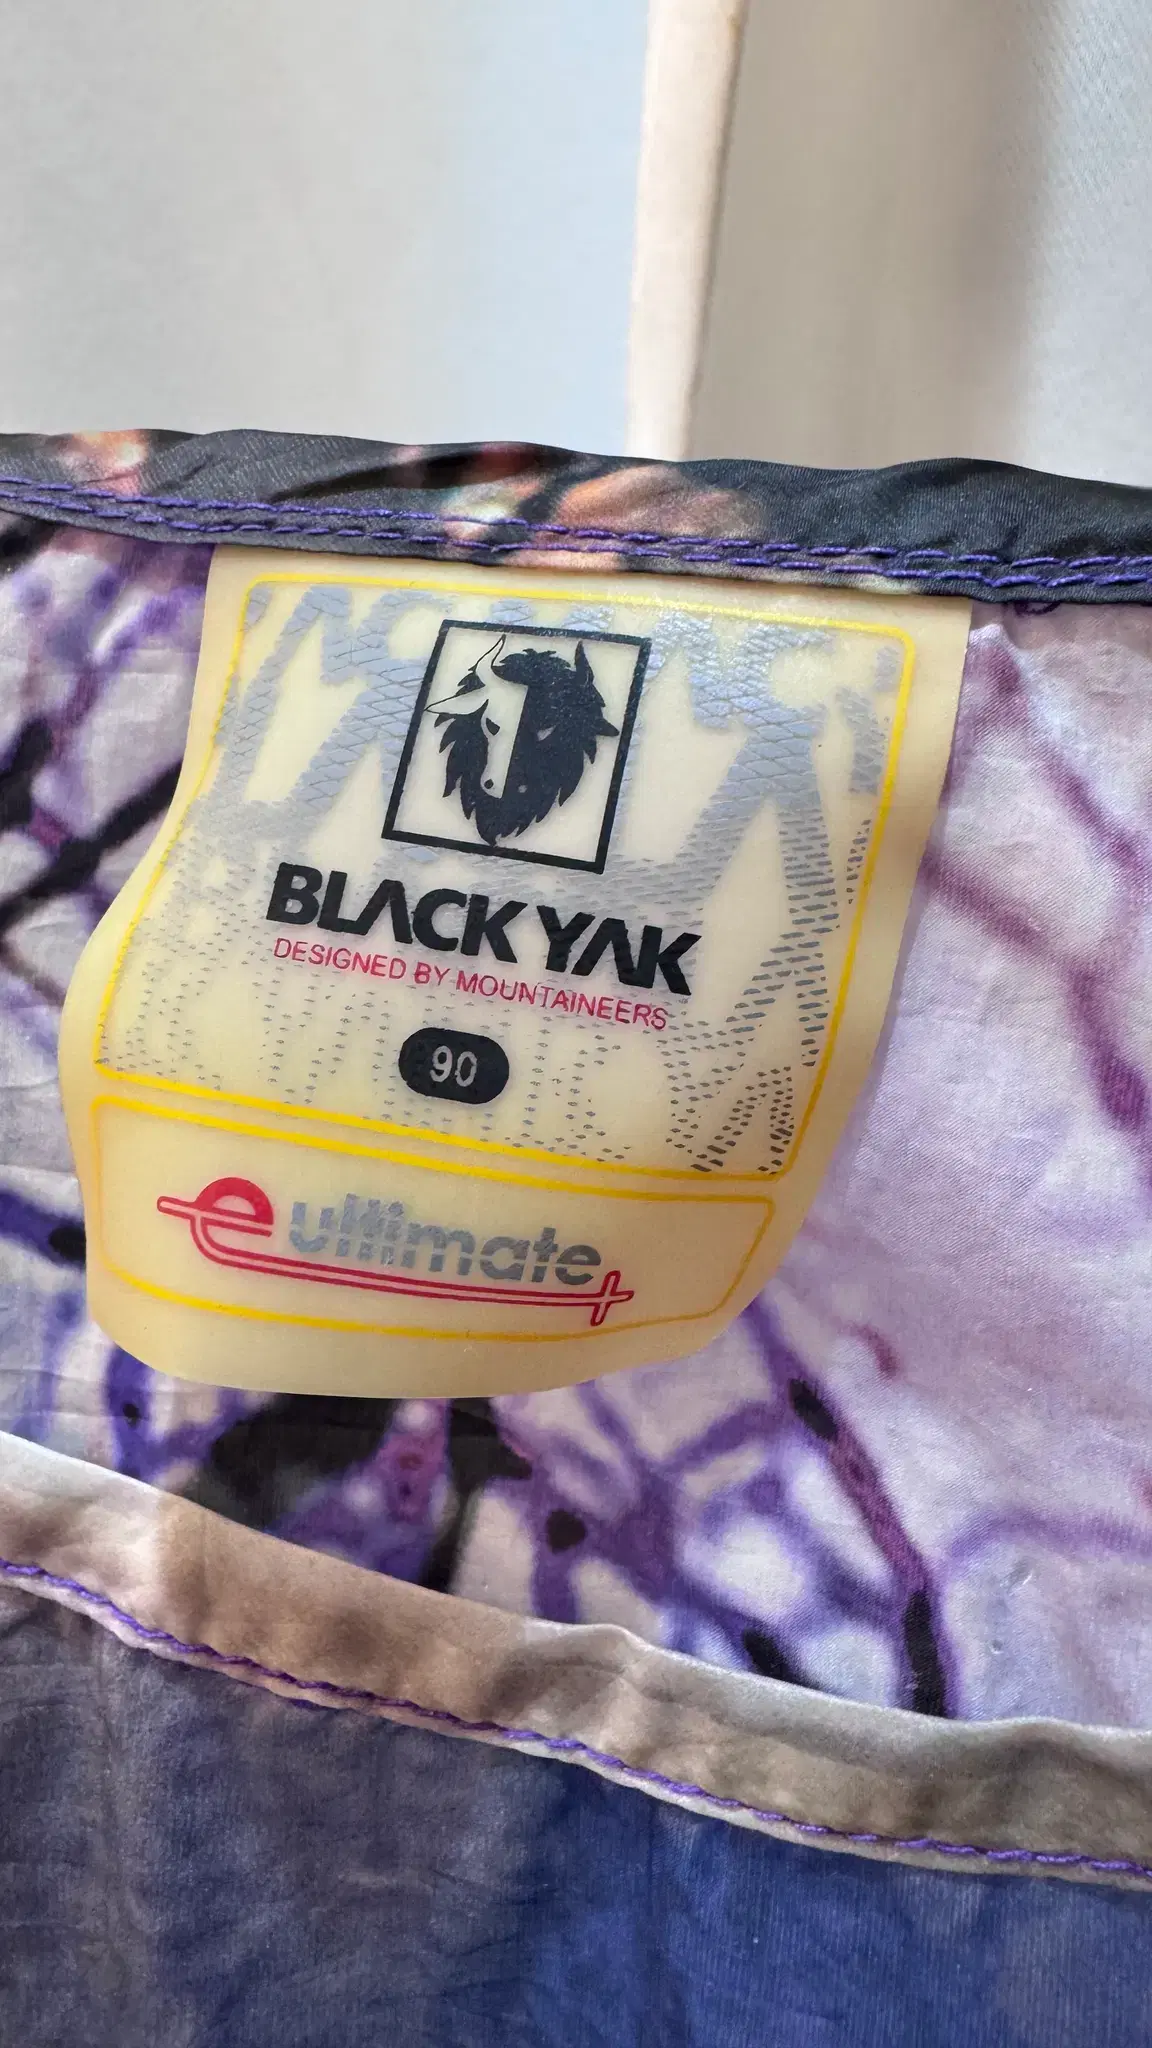 BLACKYAK
DESIGNED BY MOUNTAINEERS
90
e ultimate